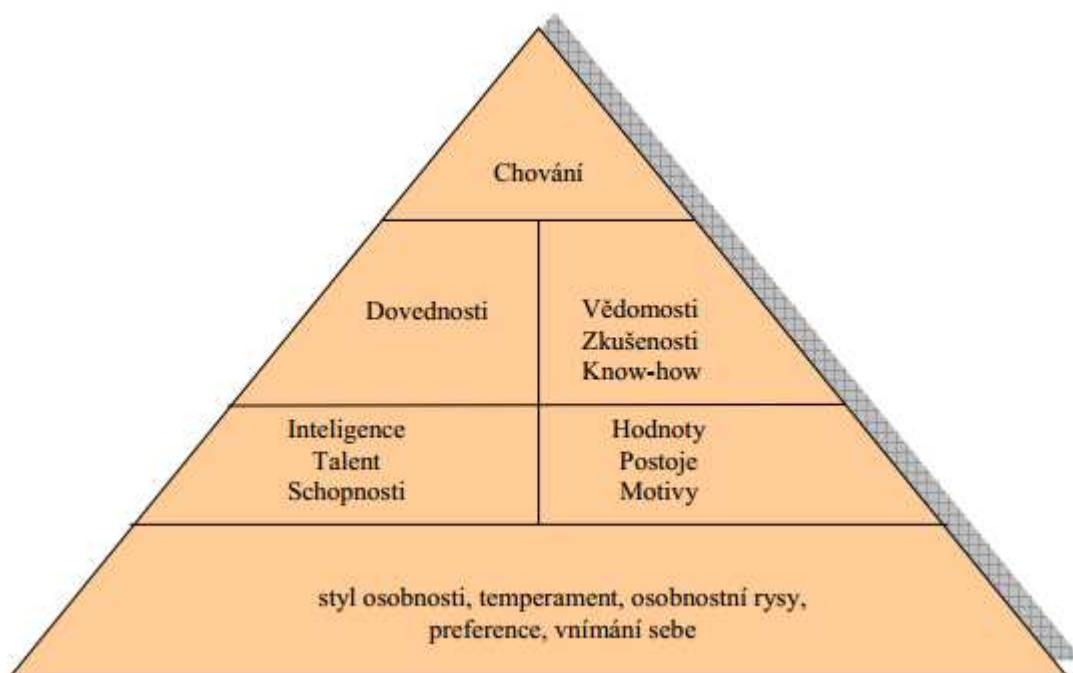 Chování
Dovednosti
Vědomosti
Zkušenosti
Know-how
Inteligence
Talent
Schopnosti
Hodnoty
Postoje
Motivy
styl osobnosti, temperament, osobnostní rysy,
preference, vnímání sebe